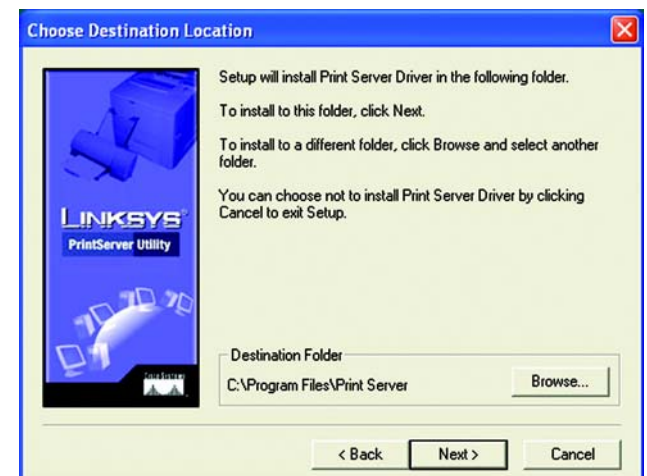 Choose Destination Location
Setup will install Print Server Driver in the following folder.
To install to this folder, click Next.
To install to a different folder, click Browse and select another
folder.
You can choose not to install Print Server Driver by clicking
Cancel to exit Setup.
LINKSYS®
PrintServer Utility
Cisco Systems
Destination Folder
C:\Program Files\Print Server
Browse...
< Back
Next >
Cancel